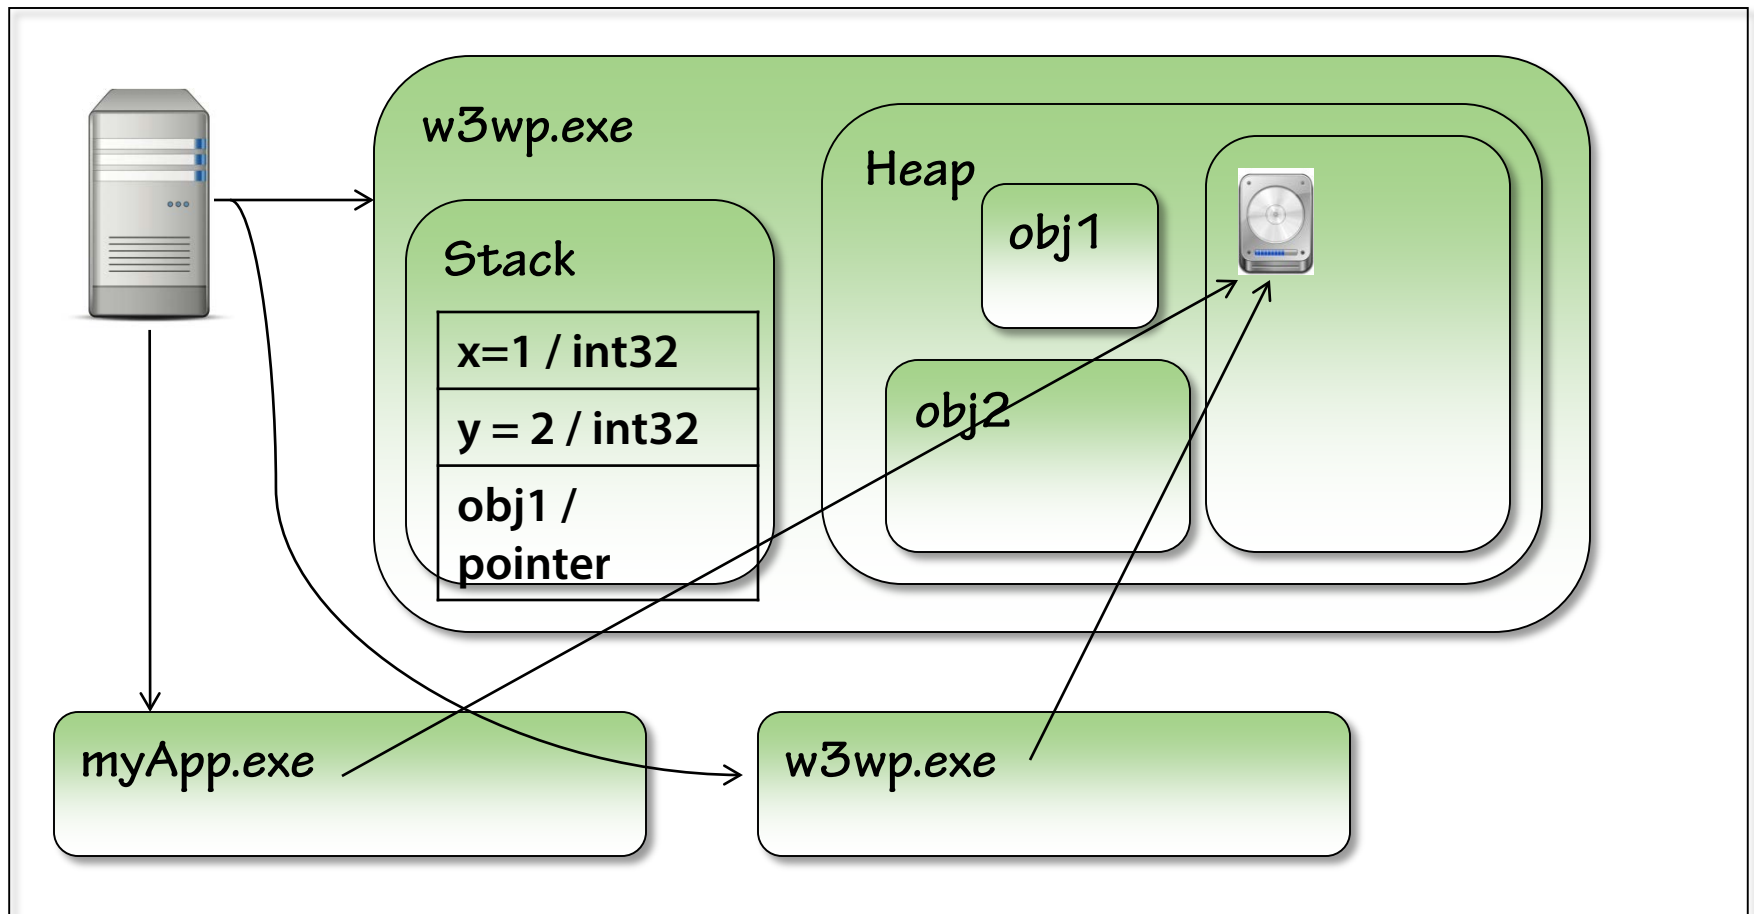 w3wp.exe
Heap
obj1
Stack
x=1 / int32
y = 2 / int32
obj1 /
pointer
obj2
myApp.exe
w3wp.exe